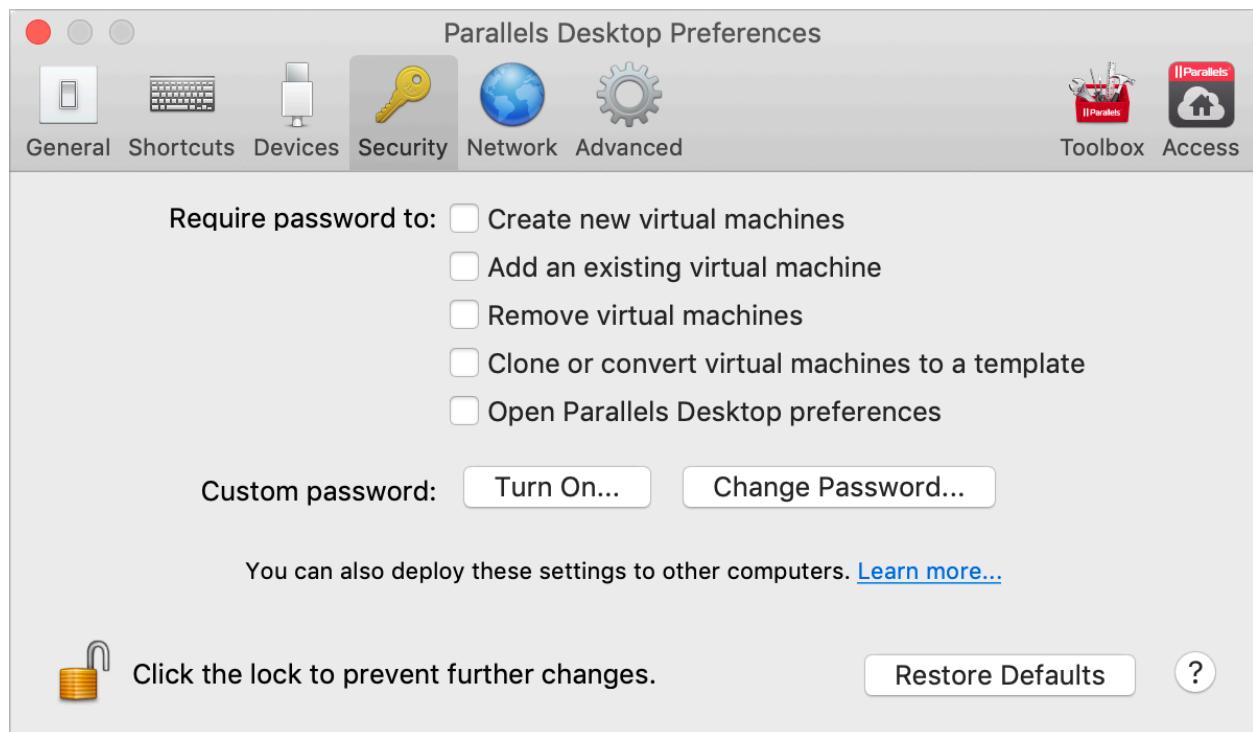 Parallels Desktop Preferences
|| Parallels
|| Parallels
General Shortcuts Devices Security Network Advanced Toolbox Access
Require password to: Create new virtual machines
Add an existing virtual machine
Remove virtual machines
Clone or convert virtual machines to a template
Open Parallels Desktop preferences
Custom password: Turn On... Change Password...
You can also deploy these settings to other computers. Learn more...
Click the lock to prevent further changes. Restore Defaults ?